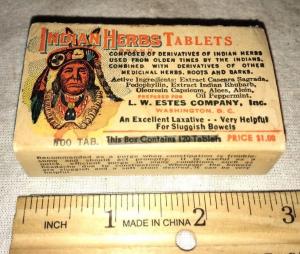 INDIAN HERBS TABLETS
COMPOSED OF DERIVATIVES OF INDIAN HERBS
USED FROM OLDEN TIMES BY THE INDIANS,
COMBINED WITH DERIVATIVES OF OTHER
MEDICINAL HERBS, ROOTS AND BARKS.
Active Ingredients: Extract Cascara Sagrada,
Podophyllin, Extract Indian Rhubarb,
Oleoresin Capsicum, Aloes, Aloin,
Oil Peppermint.
PREPARED FOR
L. W. ESTES COMPANY, Inc.
WASHINGTON, D. C.
An Excellent Laxative -- Very Helpful
For Sluggish Bowels
100 TAB. This Box Contains 120 Tablets PRICE $1.00
Recommended as a
INCH 1 MADE IN CHINA 2 3